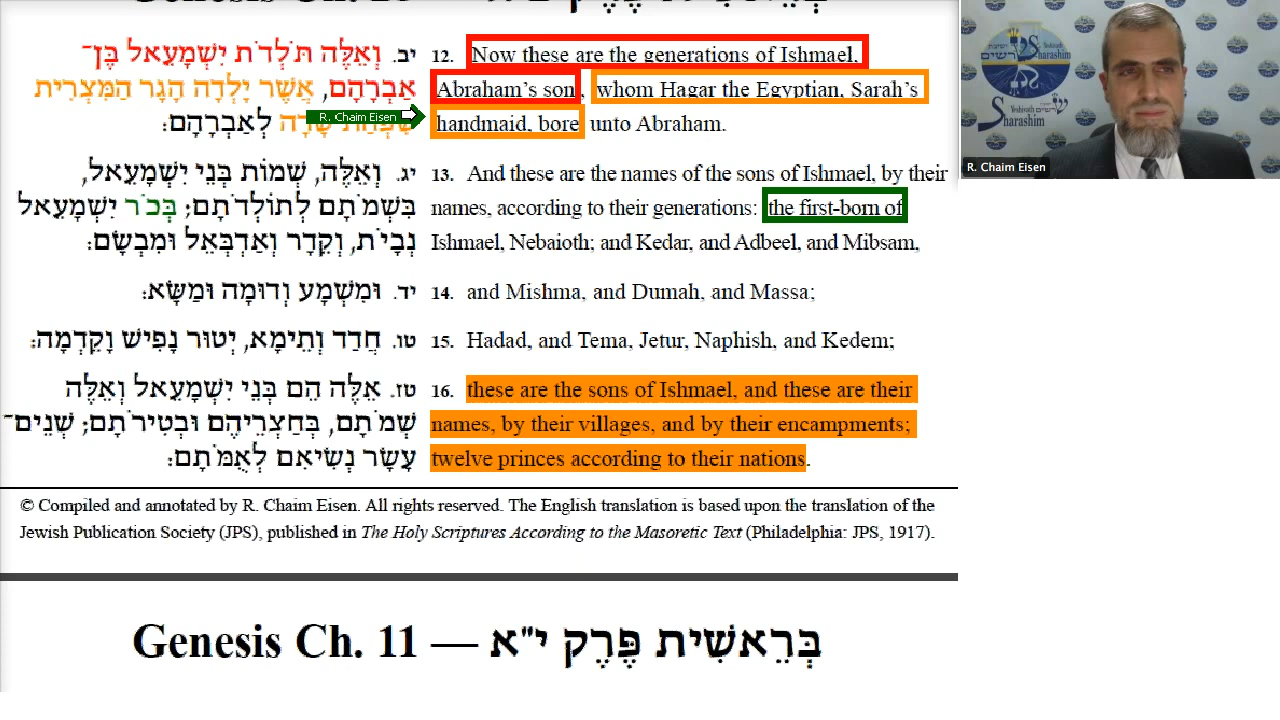 יב. וְאֵלֶּה תֹּלְדֹת יִשְׁמָעֵאל בֶּן־
אַבְרָהָם, אֲשֶׁר יָלְדָה הָגָר הַמִּצְרִית
שִׁפְחַת שָׂרָה לְאַבְרָהָם:
R. Chaim Eisen
12. Now these are the generations of Ishmael.
Abraham's son, whom Hagar the Egyptian, Sarah's
handmaid, bore unto Abraham.
יג. וְאֵלֶּה, שְׁמוֹת בְּנֵי יִשְׁמָעֵאל,
בִּשְׁמֹתָם לְתוֹלְדֹתָם; בְּכֹר יִשְׁמָעֵאל
נְבָיֹת, וְקֵדָר וְאַדְבְּאֵל וּמִבְשָׂם:
13. And these are the names of the sons of Ishmael, by their
names, according to their generations: the first-born of
Ishmael, Nebaioth; and Kedar, and Adbeel, and Mibsam,
יד. וּמִשְׁמָע וְדוּמָה וּמַשָּׂא:
14. and Mishma, and Dumah, and Massa;
טו. חֲדַד וְתֵימָא, יְטוּר נָפִישׁ וָקֵדְמָה:
15. Hadad, and Tema, Jetur, Naphish, and Kedem;
טז. אֵלֶּה הֵם בְּנֵי יִשְׁמָעֵאל וְאֵלֶּה
שְׁמֹתָם, בְּחַצְרֵיהֶם וּבְטִירֹתָם; שְׁנֵים־
עָשָׂר נְשִׂיאִם לְאֻמֹּתָם:
16. these are the sons of Ishmael, and these are their
names, by their villages, and by their encampments;
twelve princes according to their nations.
© Compiled and annotated by R. Chaim Eisen. All rights reserved. The English translation is based upon the translation of the
Jewish Publication Society (JPS), published in The Holy Scriptures According to the Masoretic Text (Philadelphia: JPS, 1917).
Genesis Ch. 11 — בְּרֵאשִׁית פֶּרֶק י"א
Yeshivath
Sharashim
R. Chaim Eisen